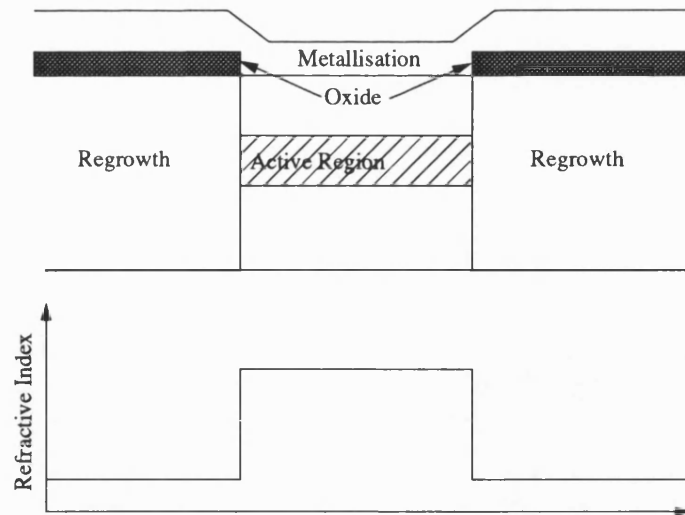 Metallisation
Oxide
Regrowth
Active Region
Regrowth
Refractive Index